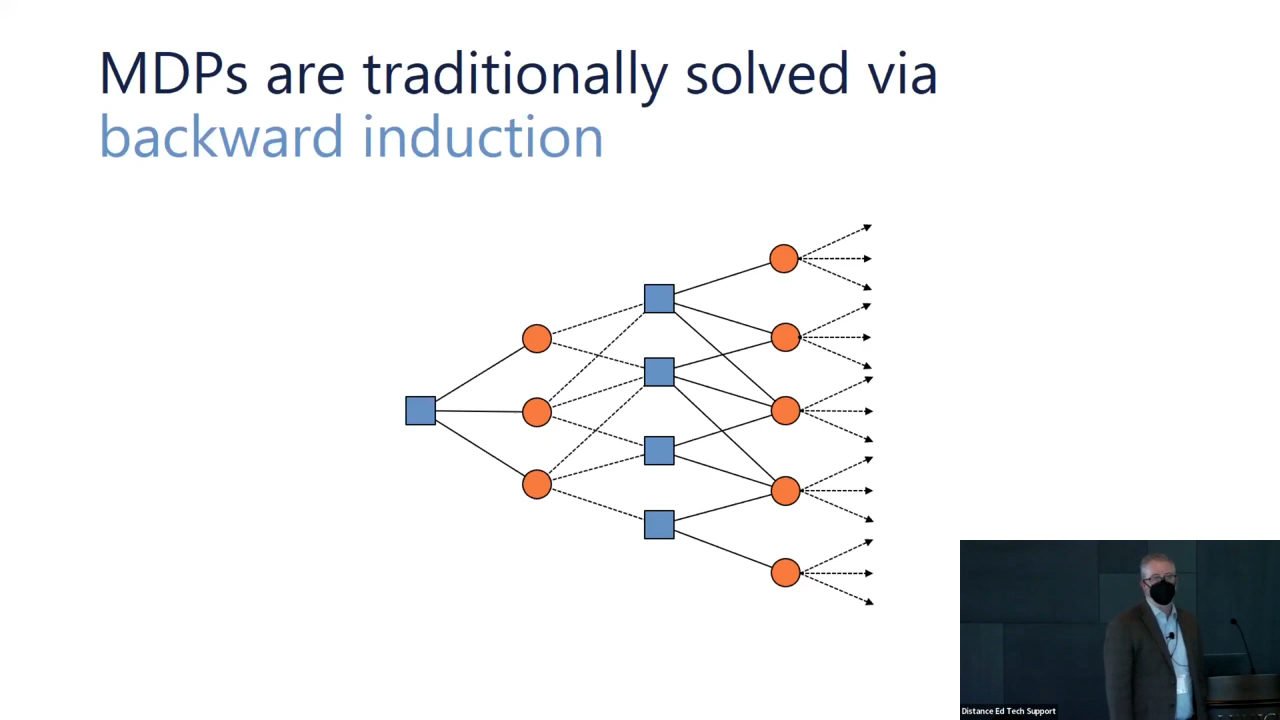 MDPs are traditionally solved via
backward induction
Distance Ed Tech Support